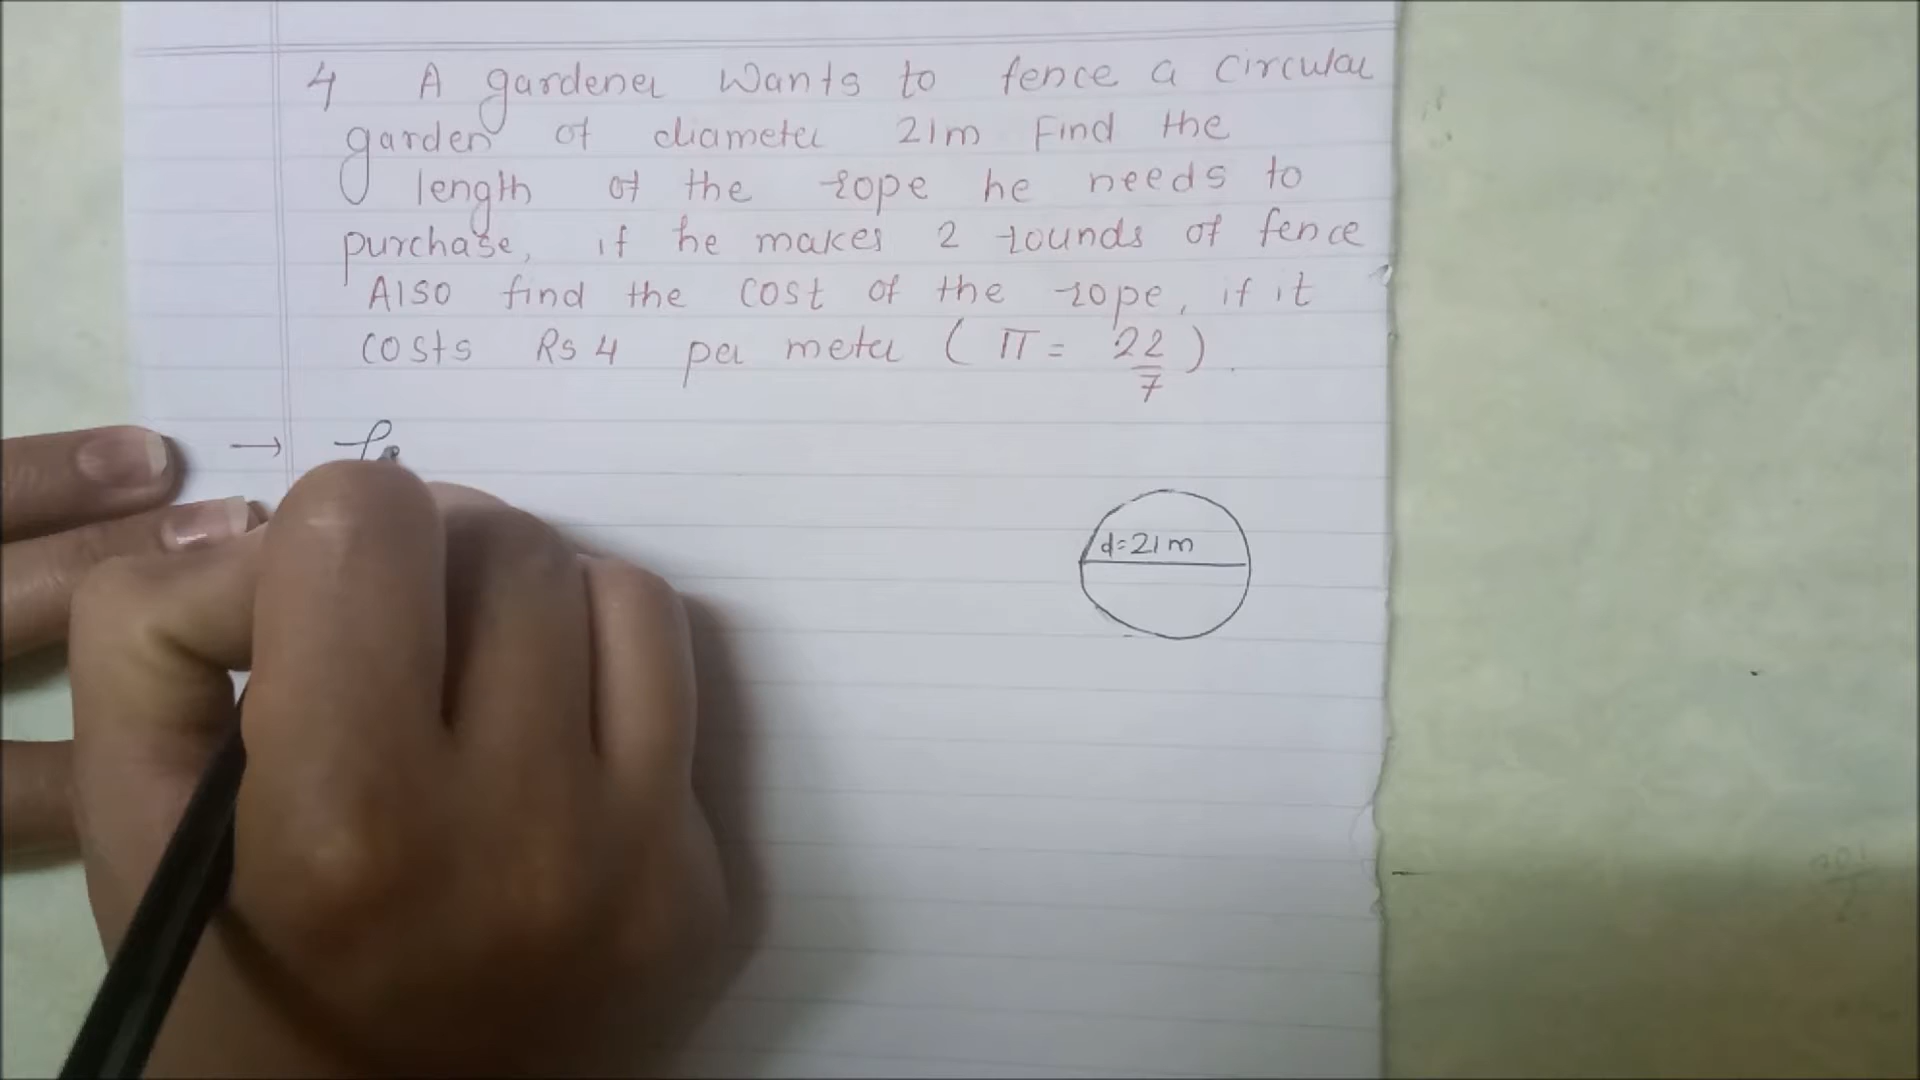 4 A gardener wants to fence a circular
garden of diameter 21m Find the
length of the rope he needs to
purchase, if he makes 2 rounds of fence
Also find the cost of the rope, if it
costs Rs 4 per meter ( π = 22/7 ).
→
d=21m